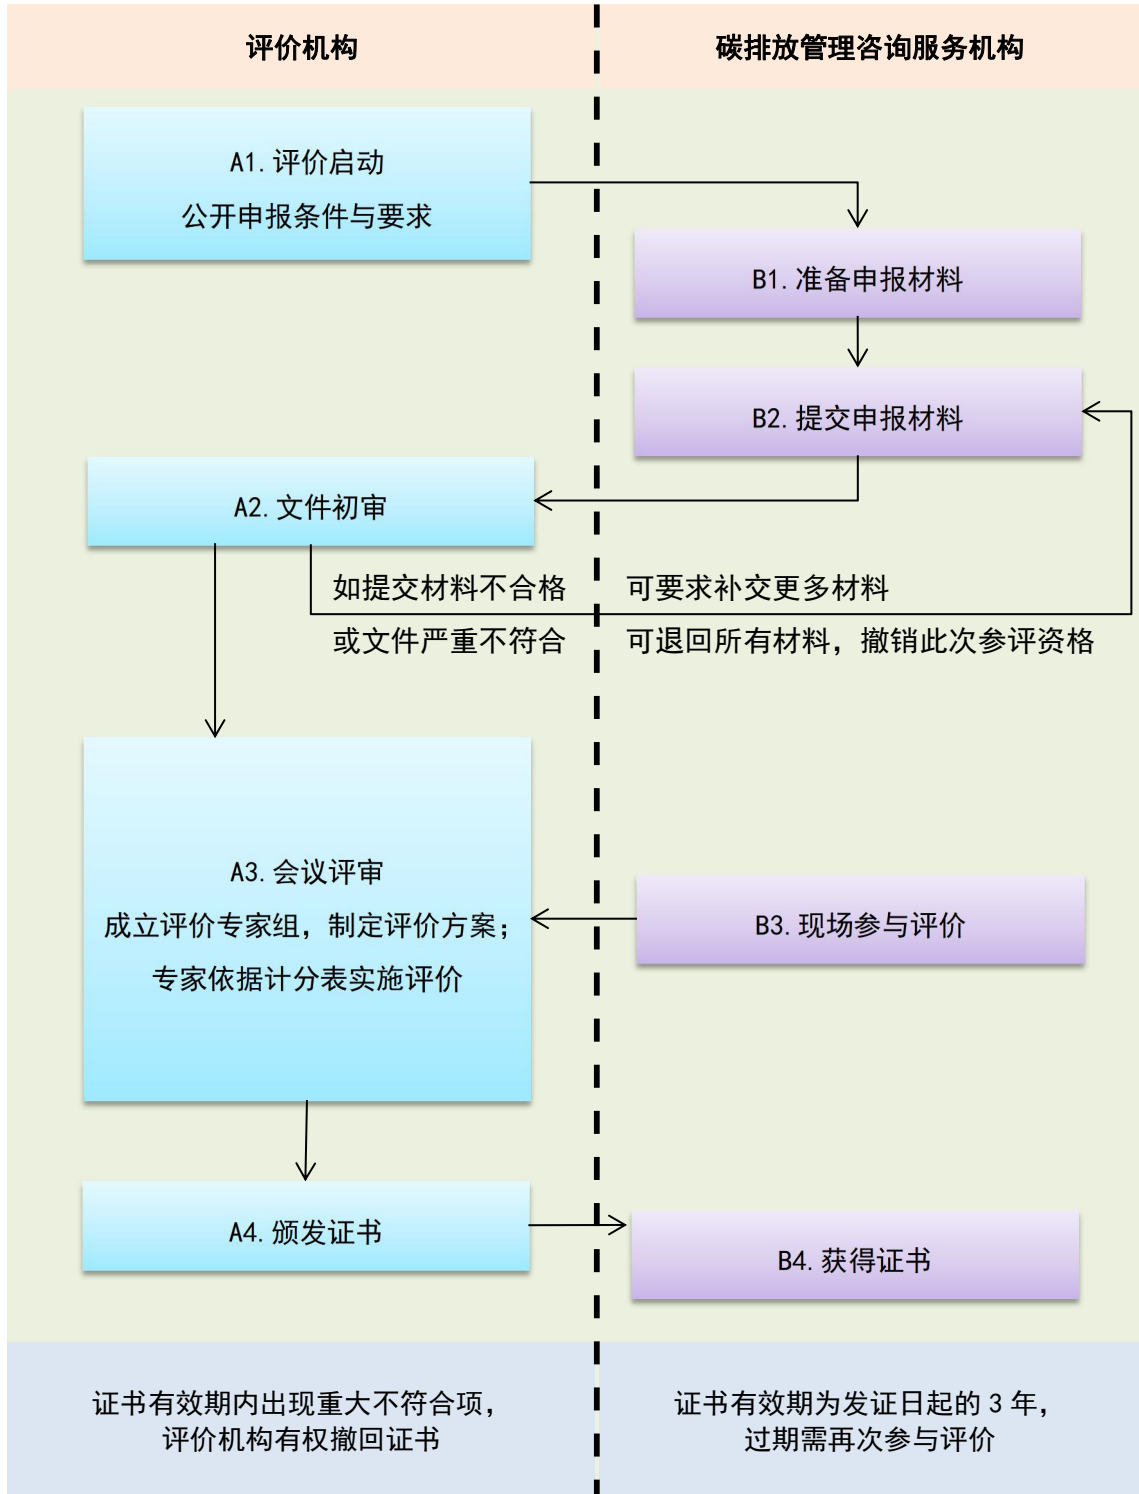 评价机构
碳排放管理咨询服务机构
A1.评价启动
公开申报条件与要求
B1.准备申报材料
B2.提交申报材料
A2.文件初审
如提交材料不合格 可要求补交更多材料
或文件严重不符合 可退回所有材料，撤销此次参评资格
A3.会议评审
成立评价专家组，制定评价方案；
专家依据计分表实施评价
B3.现场参与评价
A4.颁发证书
B4.获得证书
证书有效期内出现重大不符合项，
评价机构有权撤回证书
证书有效期为发证日起的 3 年，
过期需再次参与评价